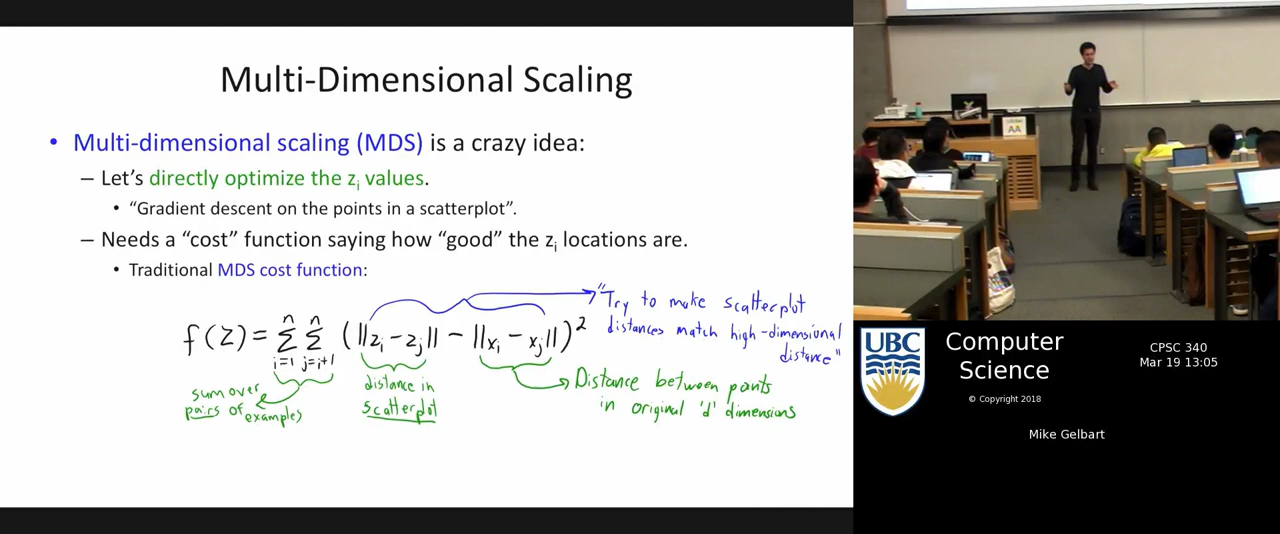 Multi-Dimensional Scaling
• Multi-dimensional scaling (MDS) is a crazy idea:
– Let's directly optimize the zi values.
• "Gradient descent on the points in a scatterplot".
– Needs a "cost" function saying how "good" the zi locations are.
• Traditional MDS cost function:
f(Z) = Σ_{i=1}^{n} Σ_{j=i+1}^{n} (||zi − zj|| − ||xi − xj||)²
"Try to make scatterplot
distances match high-dimensional
distance"
sum over
pairs of
examples
distance in
scatterplot
Distance between points
in original 'd' dimensions
AA
UBC
Computer
Science
© Copyright 2018
Mike Gelbart
CPSC 340
Mar 19 13:05